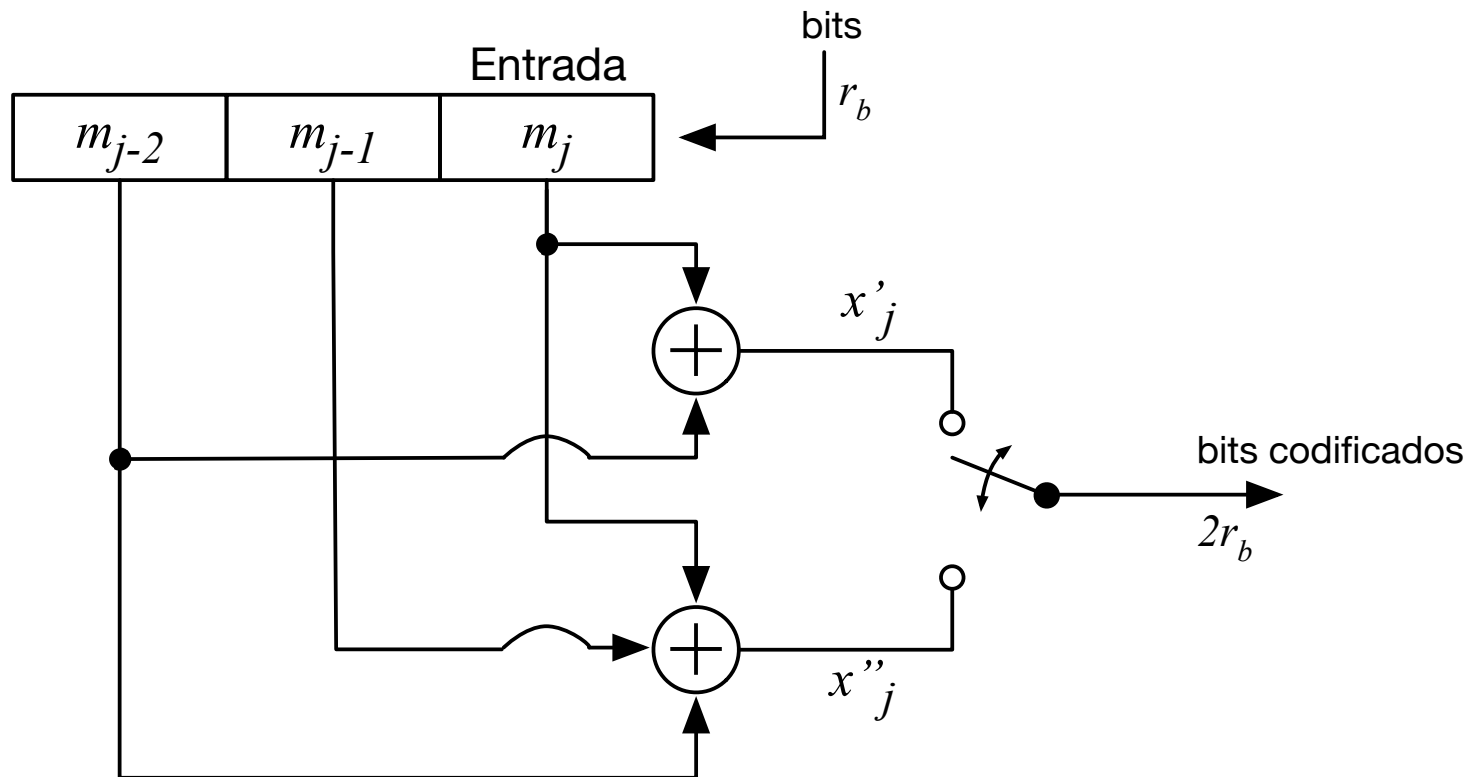 bits
Entrada
r_b
m_{j-2} m_{j-1} m_j
x'_j
bits codificados
2r_b
x''_j